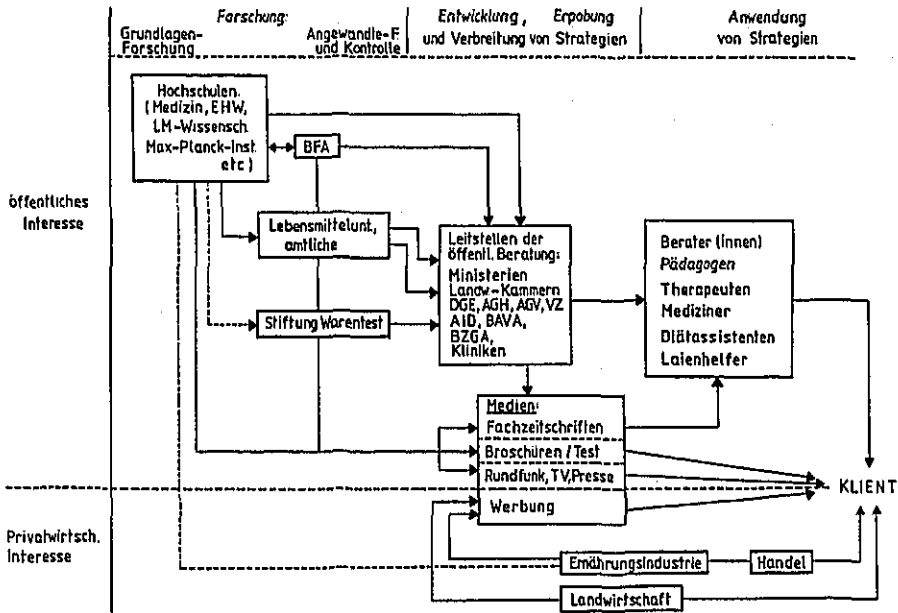 Forschung:
Grundlagen-
Forschung
Angewandte-F.
und Kontrolle
Entwicklung, Erpobung
und Verbreitung von Strategien
Anwendung
von Strategien
öffentliches
Interesse
Hochschulen.
(Medizin, EHW,
LM-Wissensch.
Max-Planck-Inst
etc)
BFA
Lebensmittelunt.,
amtliche
Stiftung Warentest
Leitstellen der
öffentl. Beratung:
Ministerien
Landw-Kammern
DGE, AGH, AGV, VZ
AID, BAVA,
BZGA,
Kliniken
Berater (innen)
Pädagogen
Therapeuten
Mediziner
Diätassistenten
Laienhelfer
Medien:
Fachzeitschriften
Broschüren / Test
Rundfunk, TV, Presse
Werbung
KLIENT
Privatwirtsch.
Interesse
Ernährungsindustrie
Handel
Landwirtschaft